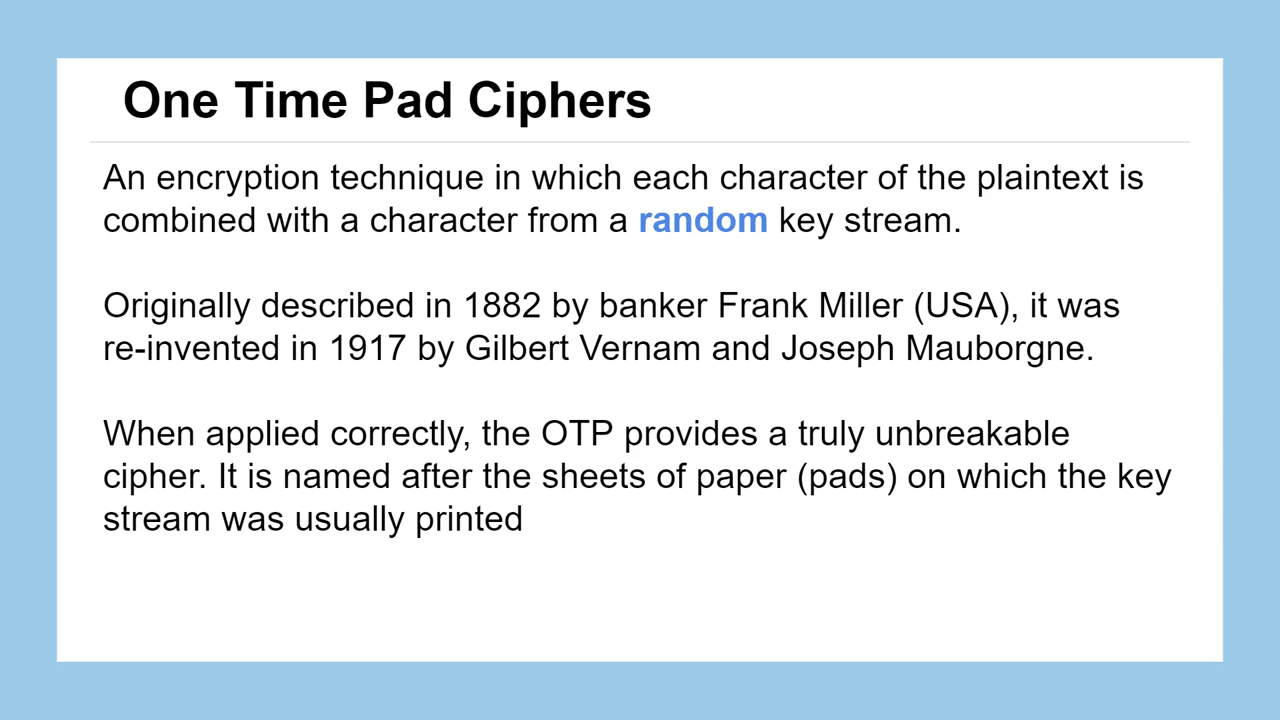 One Time Pad Ciphers
An encryption technique in which each character of the plaintext is
combined with a character from a random key stream.
Originally described in 1882 by banker Frank Miller (USA), it was
re-invented in 1917 by Gilbert Vernam and Joseph Mauborgne.
When applied correctly, the OTP provides a truly unbreakable
cipher. It is named after the sheets of paper (pads) on which the key
stream was usually printed